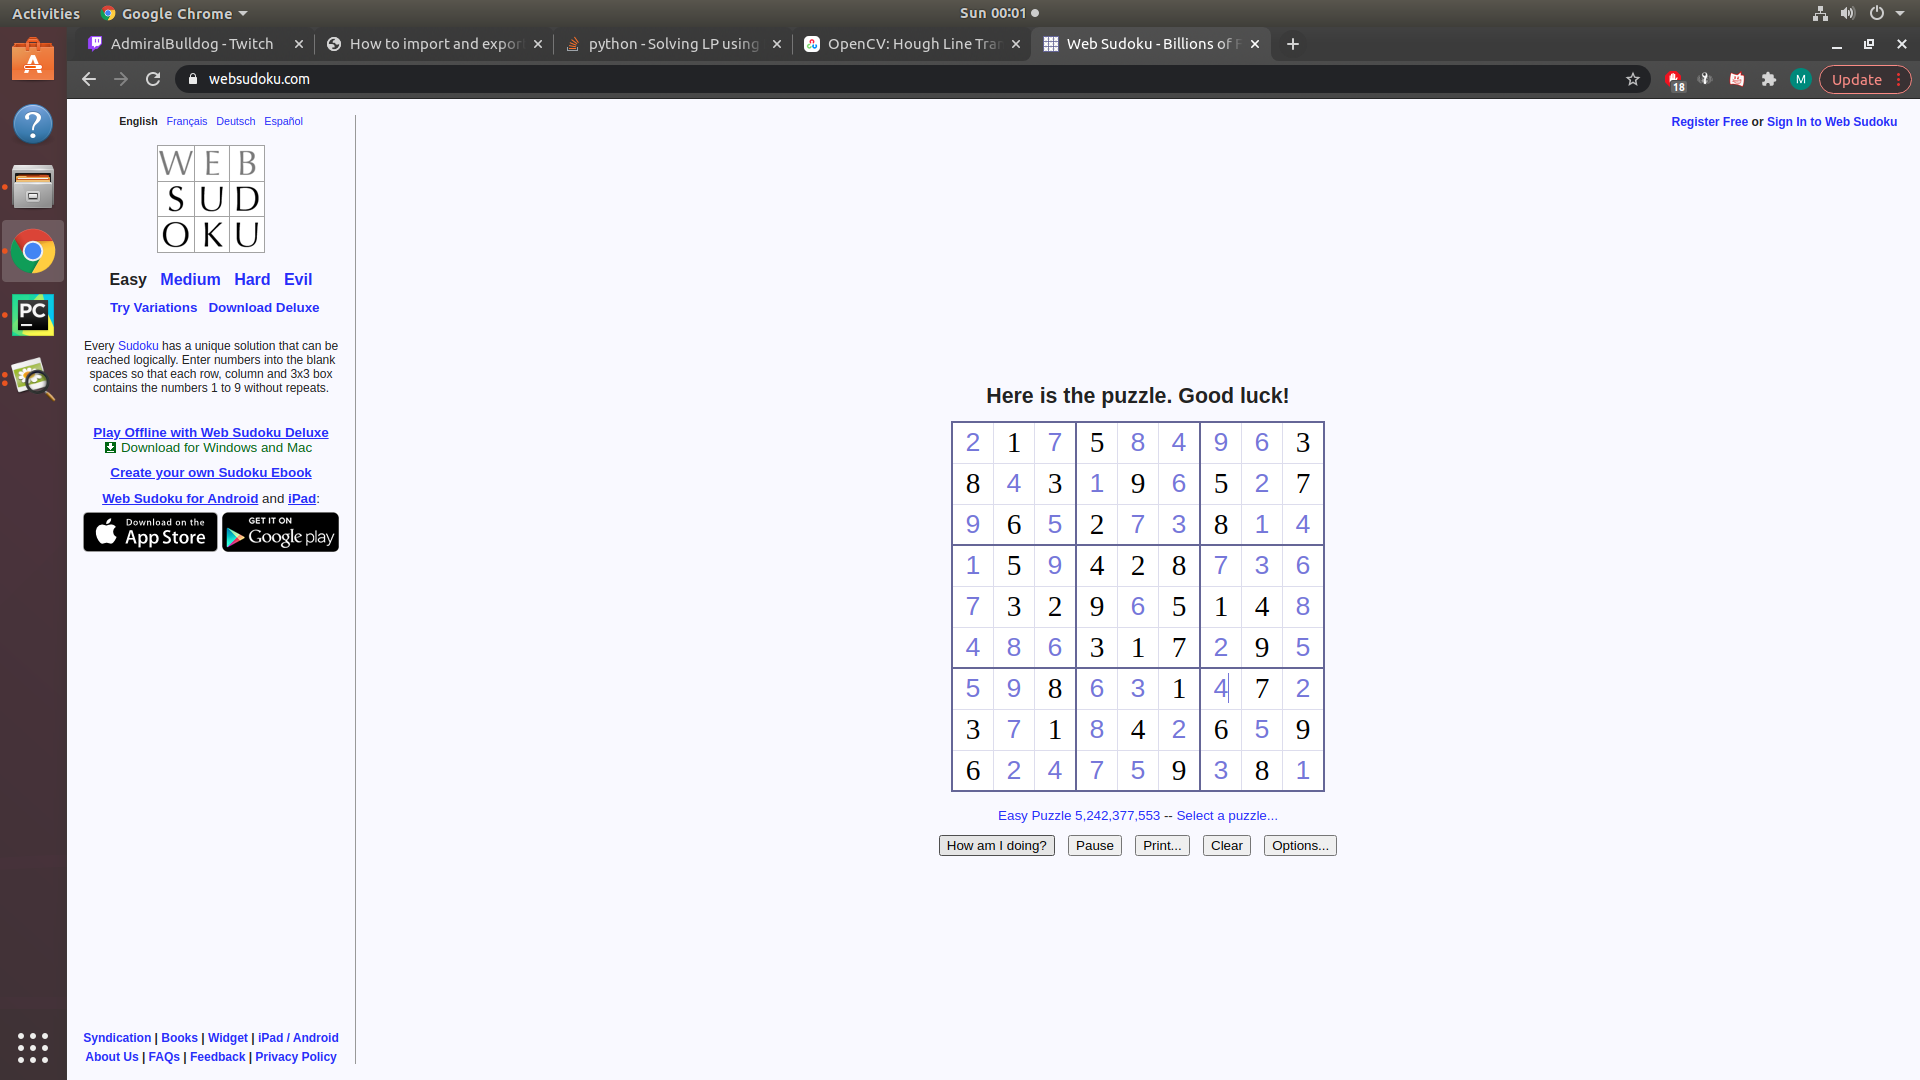 Activities
Google Chrome
Sun 00:01
AdmiralBulldog - Twitch
How to import and expor
python - Solving LP using
OpenCV: Hough Line Tran
Web Sudoku - Billions of F
websudoku.com
18
M
Update
English Français Deutsch Español
Register Free or Sign In to Web Sudoku
WEB
SUD
OKU
Easy Medium Hard Evil
Try Variations Download Deluxe
Every Sudoku has a unique solution that can be
reached logically. Enter numbers into the blank
spaces so that each row, column and 3x3 box
contains the numbers 1 to 9 without repeats.
Play Offline with Web Sudoku Deluxe
Download for Windows and Mac
Create your own Sudoku Ebook
Web Sudoku for Android and iPad:
Download on the
App Store
GET IT ON
Google play
PC
Here is the puzzle. Good luck!
2 1 7 5 8 4 9 6 3
8 4 3 1 9 6 5 2 7
9 6 5 2 7 3 8 1 4
1 5 9 4 2 8 7 3 6
7 3 2 9 6 5 1 4 8
4 8 6 3 1 7 2 9 5
5 9 8 6 3 1 4 7 2
3 7 1 8 4 2 6 5 9
6 2 4 7 5 9 3 8 1
Easy Puzzle 5,242,377,553 -- Select a puzzle...
How am I doing? Pause Print... Clear Options...
Syndication | Books | Widget | iPad / Android
About Us | FAQs | Feedback | Privacy Policy